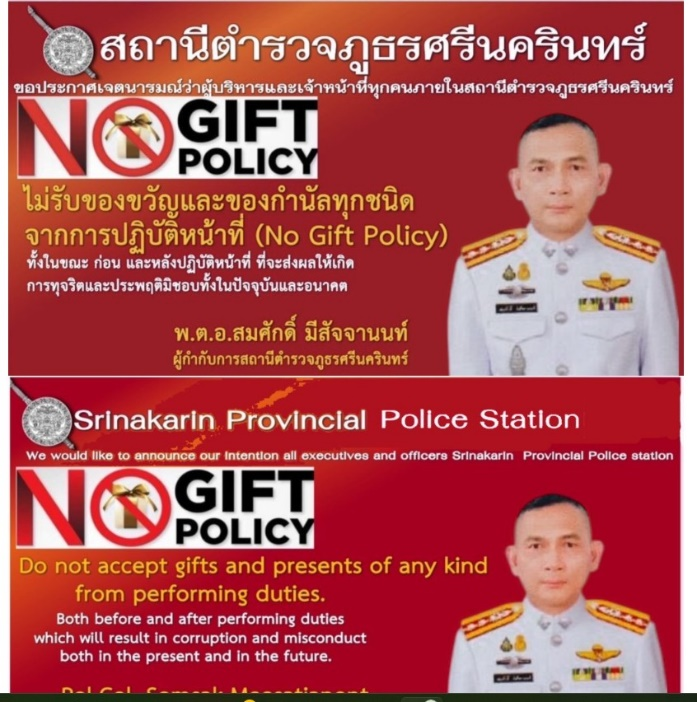 สถานีตำรวจภูธรศรีนครินทร์
ขอประกาศเจตนารมณ์ว่าผู้บริหารและเจ้าหน้าที่ทุกคนภายในสถานีตำรวจภูธรศรีนครินทร์
NO GIFT
POLICY
ไม่รับของขวัญและของกำนัลทุกชนิด
จากการปฏิบัติหน้าที่ (No Gift Policy)
ทั้งในขณะ ก่อน และหลังปฏิบัติหน้าที่ ที่จะส่งผลให้เกิด
การทุจริตและประพฤติมิชอบทั้งในปัจจุบันและอนาคต
พ.ต.อ.สมศักดิ์ มีสัจจานนท์
ผู้กำกับการสถานีตำรวจภูธรศรีนครินทร์
Srinakarin Provincial Police Station
We would like to announce our intention all executives and officers Srinakarin Provincial Police station
NO GIFT
POLICY
Do not accept gifts and presents of any kind
from performing duties.
Both before and after performing duties
which will result in corruption and misconduct
both in the present and in the future.